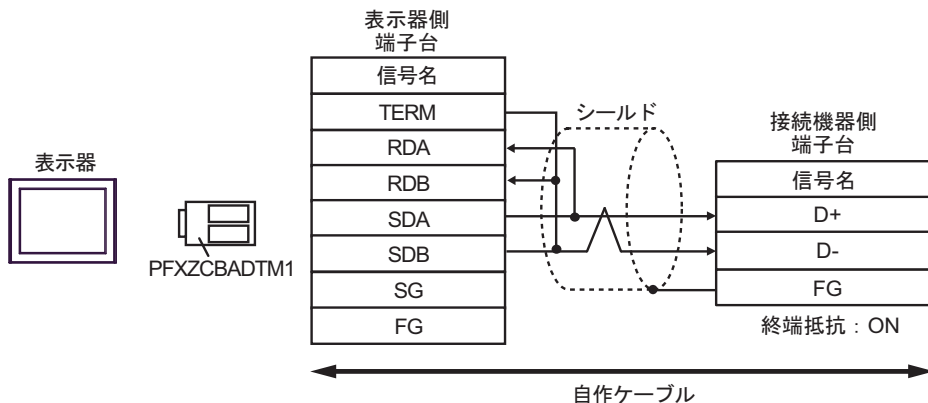 表示器側
端子台
信号名
TERM
RDA
RDB
SDA
SDB
SG
FG
シールド
接続機器側
端子台
信号名
D+
D-
FG
終端抵抗：ON
表示器
PFXZCBADTM1
自作ケーブル